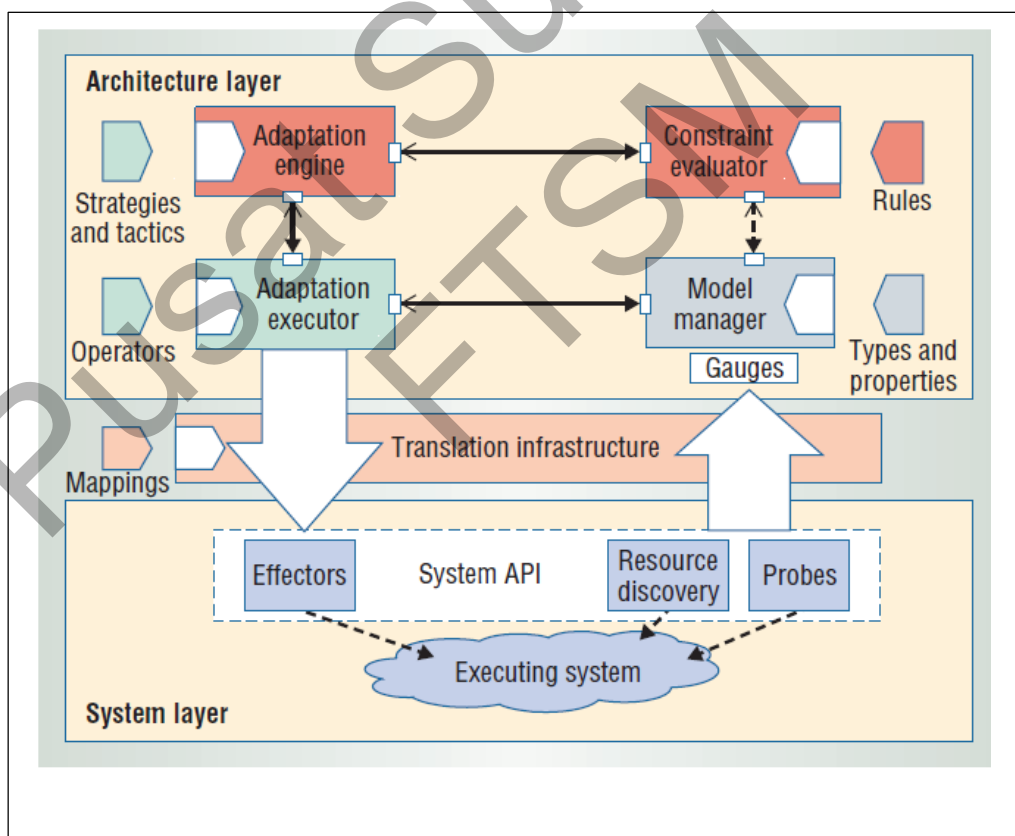 Architecture layer
Adaptation
engine
Constraint
evaluator
Strategies
and tactics
Rules
Adaptation
executor
Model
manager
Operators
Gauges
Types and
properties
Translation infrastructure
Mappings
Effectors
System API
Resource
discovery
Probes
Executing system
System layer
Pusat Su
FTSM